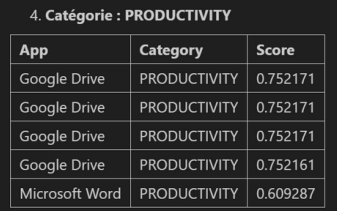 4. Catégorie : PRODUCTIVITY
App Category Score
Google Drive PRODUCTIVITY 0.752171
Google Drive PRODUCTIVITY 0.752171
Google Drive PRODUCTIVITY 0.752171
Google Drive PRODUCTIVITY 0.752161
Microsoft Word PRODUCTIVITY 0.609287